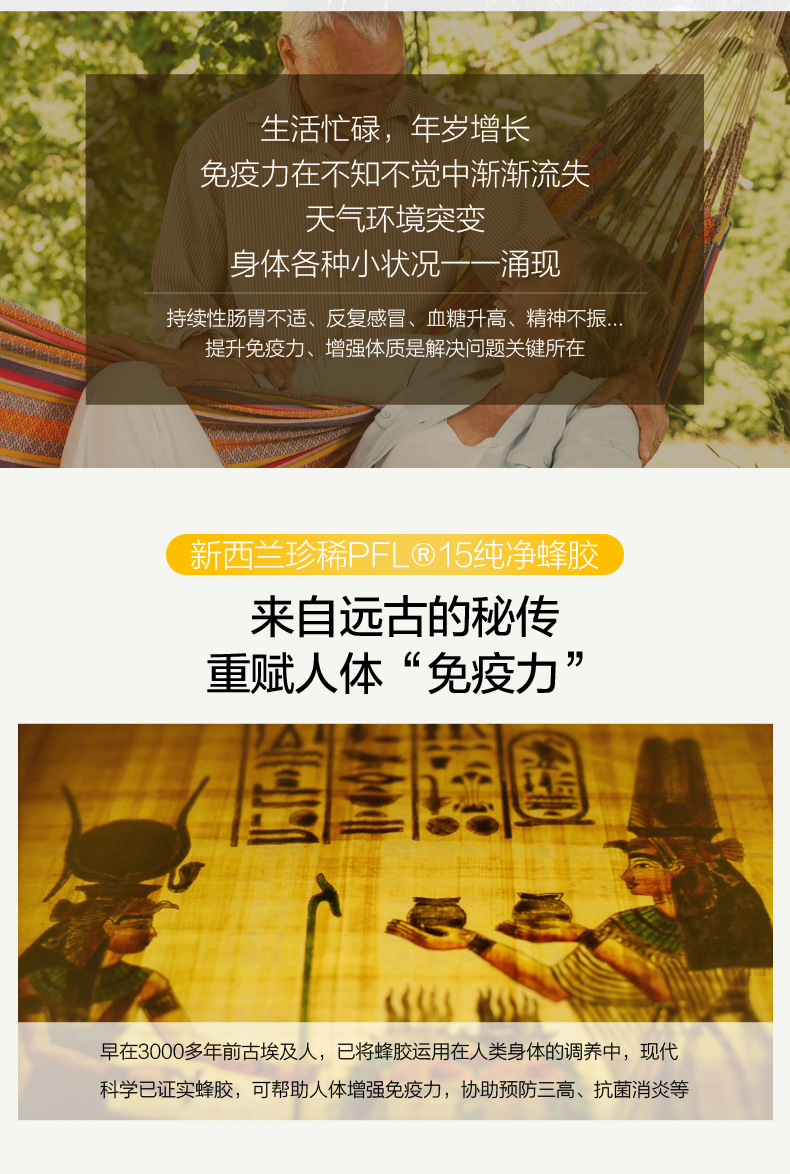 生活忙碌，年岁增长
免疫力在不知不觉中渐渐流失
天气环境突变
身体各种小状况一一涌现
持续性肠胃不适、反复感冒、血糖升高、精神不振...
提升免疫力、增强体质是解决问题关键所在
新西兰珍稀PFL®15纯净蜂胶
来自远古的秘传
重赋人体“免疫力”
早在3000多年前古埃及人，已将蜂胶运用在人类身体的调养中，现代
科学已证实蜂胶，可帮助人体增强免疫力，协助预防三高、抗菌消炎等